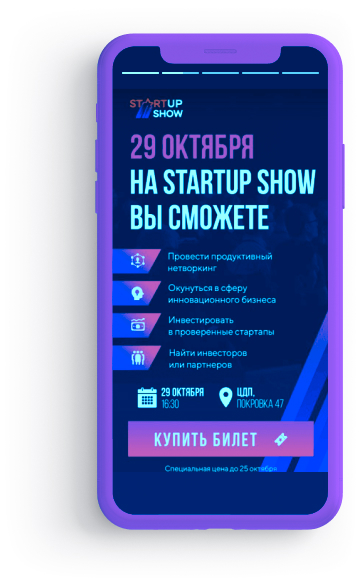 STARTUP
SHOW
29 ОКТЯБРЯ
НА STARTUP SHOW
ВЫ СМОЖЕТЕ
Провести продуктивный
нетворкинг
Окунуться в сферу
инновационного бизнеса
Инвестировать
в проверенные стартапы
Найти инвесторов
или партнеров
29 ОКТЯБРЯ
16:30
ЦДП,
ПОКРОВКА 47
КУПИТЬ БИЛЕТ
Специальная цена до 25 октября